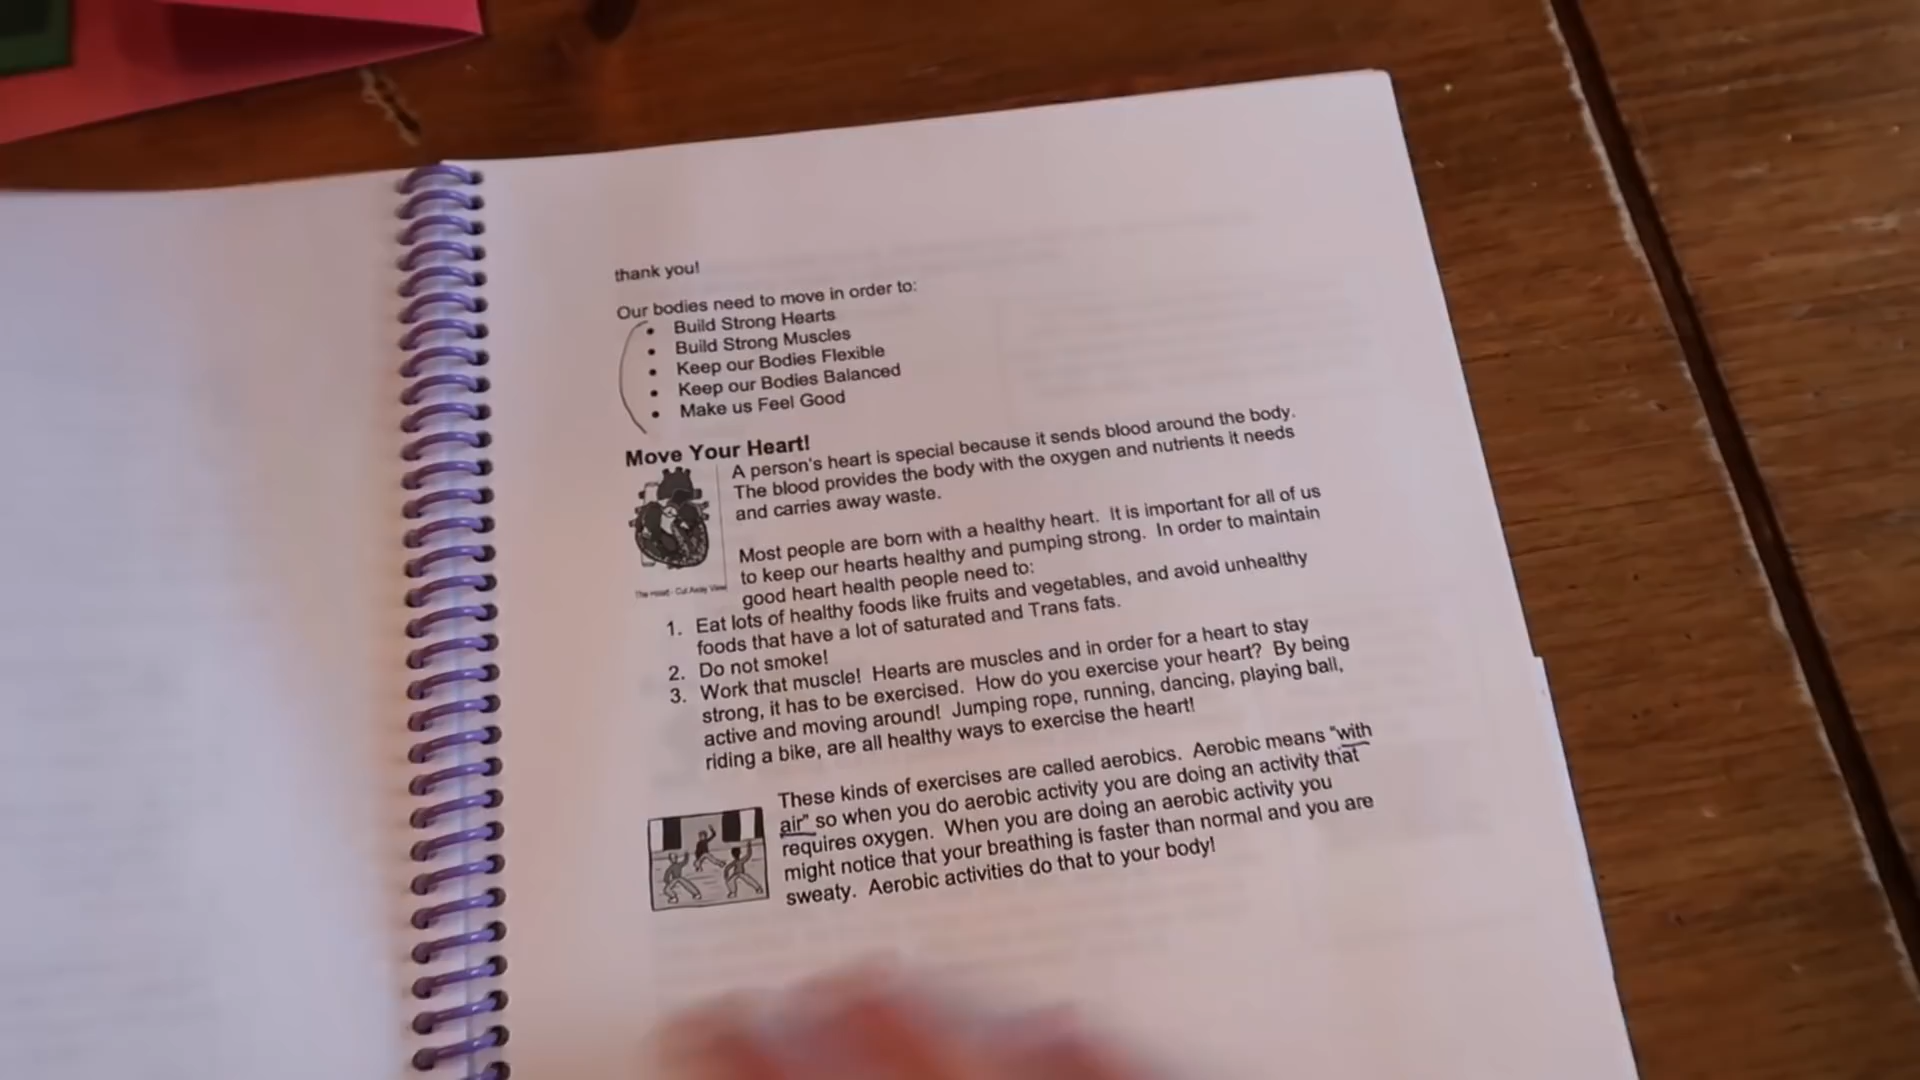 thank you!
Our bodies need to move in order to:
• Build Strong Hearts
• Build Strong Muscles
• Keep our Bodies Flexible
• Keep our Bodies Balanced
• Make us Feel Good
Move Your Heart!
A person's heart is special because it sends blood around the body.
The blood provides the body with the oxygen and nutrients it needs
and carries away waste.
Most people are born with a healthy heart. It is important for all of us
to keep our hearts healthy and pumping strong. In order to maintain
good heart health people need to:
The Heart - Cut Away View
1. Eat lots of healthy foods like fruits and vegetables, and avoid unhealthy
foods that have a lot of saturated and Trans fats.
2. Do not smoke!
3. Work that muscle! Hearts are muscles and in order for a heart to stay
strong, it has to be exercised. How do you exercise your heart? By being
active and moving around! Jumping rope, running, dancing, playing ball,
riding a bike, are all healthy ways to exercise the heart!
These kinds of exercises are called aerobics. Aerobic means "with
air" so when you do aerobic activity you are doing an activity that
requires oxygen. When you are doing an aerobic activity you
might notice that your breathing is faster than normal and you are
sweaty. Aerobic activities do that to your body!